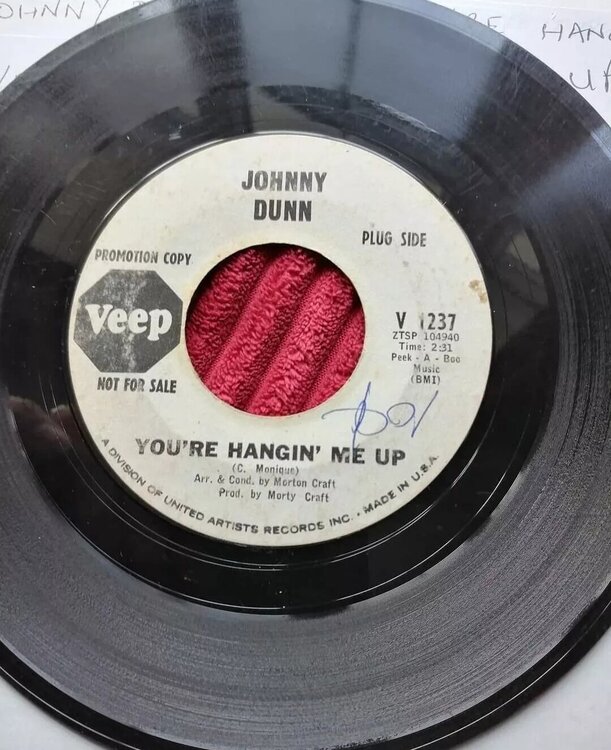 JOHNNY
HAN
JOHNNY
DUNN
PLUG SIDE
PROMOTION COPY
Veep
NOT FOR SALE
V 1237
ZTSP 104940
Time: 2:31
Peek - A - Boo
Music
(BMI)
YOU'RE HANGIN' ME UP
(C. Monique)
Arr. & Cond. by Morton Craft
Prod. by Morty Craft
A DIVISION OF UNITED ARTISTS RECORDS INC. • MADE IN U.S.A.